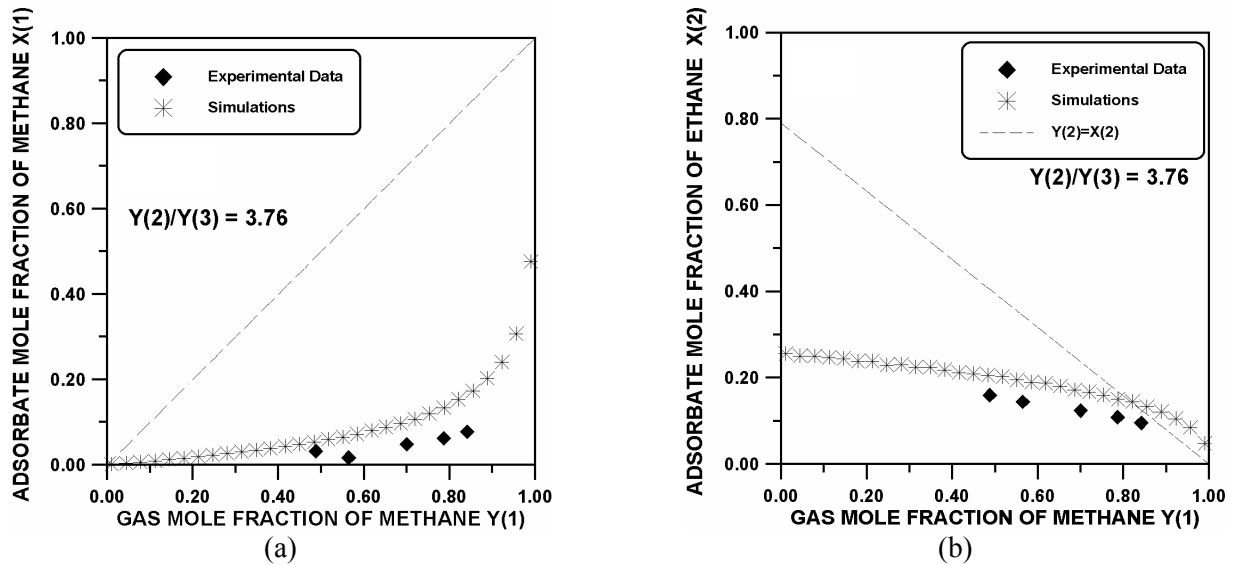 ADSORBATE MOLE FRACTION OF METHANE X(1)
1.00
0.80
0.60
0.40
0.20
0.00
Experimental Data
Simulations
Y(2)/Y(3) = 3.76
0.00 0.20 0.40 0.60 0.80 1.00
GAS MOLE FRACTION OF METHANE Y(1)
(a)
ADSORBATE MOLE FRACTION OF ETHANE X(2)
1.00
0.80
0.60
0.40
0.20
0.00
Experimental Data
Simulations
Y(2)=X(2)
Y(2)/Y(3) = 3.76
0.00 0.20 0.40 0.60 0.80 1.00
GAS MOLE FRACTION OF METHANE Y(1)
(b)